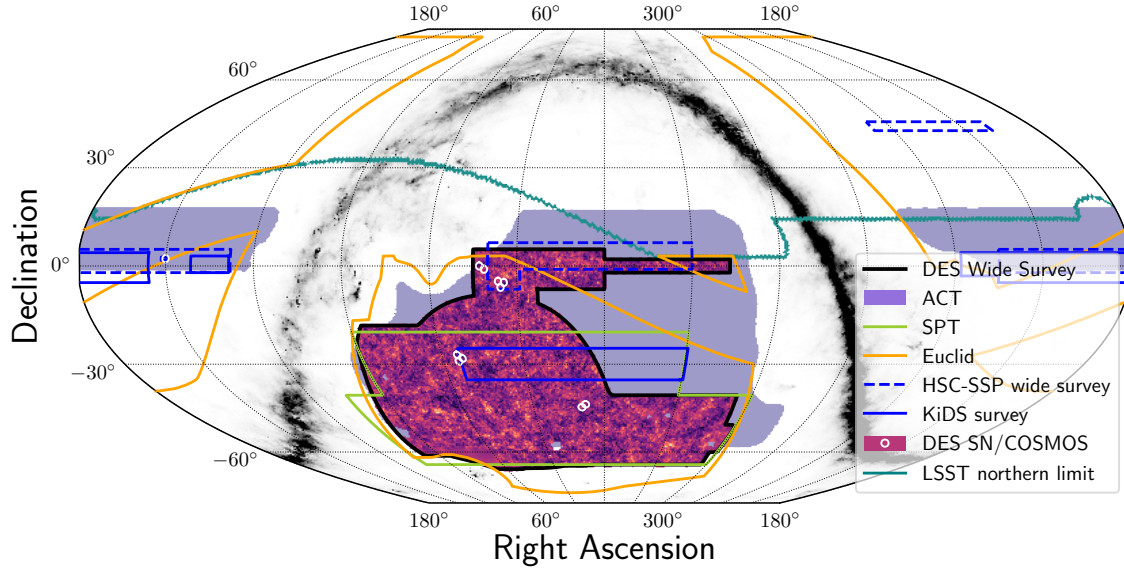 180° 60° 300° 180°
60°
30°
0°
−30°
−60°
Declination
DES Wide Survey
ACT
SPT
Euclid
HSC-SSP wide survey
KiDS survey
DES SN/COSMOS
LSST northern limit
180° 60° 300° 180°
Right Ascension